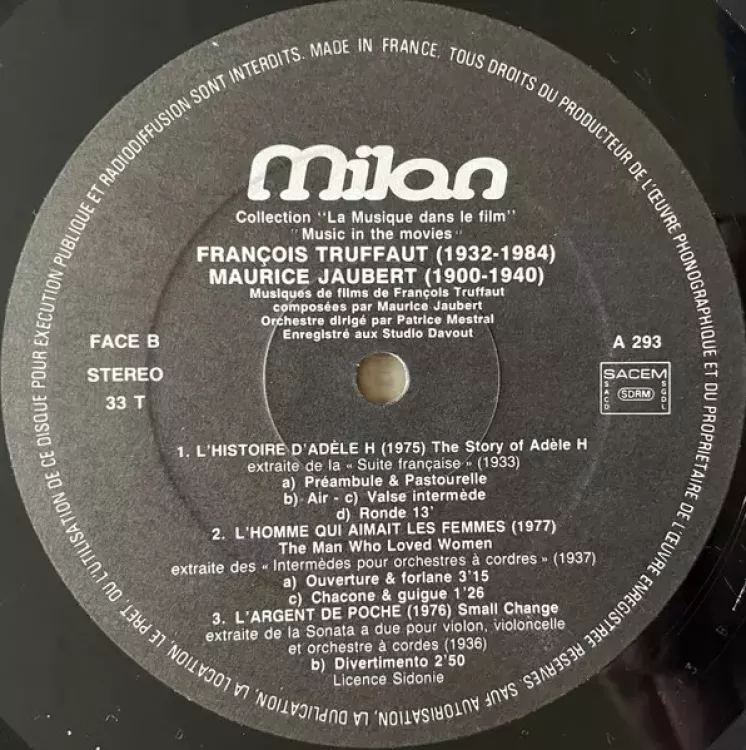 milan
Collection "La Musique dans le film"
"Music in the movies"
FRANÇOIS TRUFFAUT (1932-1984)
MAURICE JAUBERT (1900-1940)
Musiques de films de François Truffaut
composées par Maurice Jaubert
Orchestre dirigé par Patrice Mestral
Enregistré aux Studio Davout
FACE B
STEREO
33 T
A 293
SACEM
SACD
SDRM
SGDL
1. L'HISTOIRE D'ADÈLE H (1975) The Story of Adèle H
extraite de la « Suite française » (1933)
a) Préambule & Pastourelle
b) Air - c) Valse intermède
d) Ronde 13'
2. L'HOMME QUI AIMAIT LES FEMMES (1977)
The Man Who Loved Women
extraite des « Intermèdes pour orchestres à cordres » (1937)
a) Ouverture & forlane 3'15
c) Chacone & guigue 1'26
3. L'ARGENT DE POCHE (1976) Small Change
extraite de la Sonata a due pour violon, violoncelle
et orchestre à cordes (1936)
b) Divertimento 2'50
Licence Sidonie
MADE IN FRANCE. TOUS DROITS DU PRODUCTEUR DE L'ŒUVRE PHONOGRAPHIQUE ET DU PROPRIETAIRE DE L'ŒUVRE ENREGISTREE RESERVES. SAUF AUTORISATION, LA DUPLICATION, LA LOCATION, LE PRET, OU L'UTILISATION DE CE DISQUE POUR EXECUTION PUBLIQUE ET RADIODIFFUSION SONT INTERDITS.